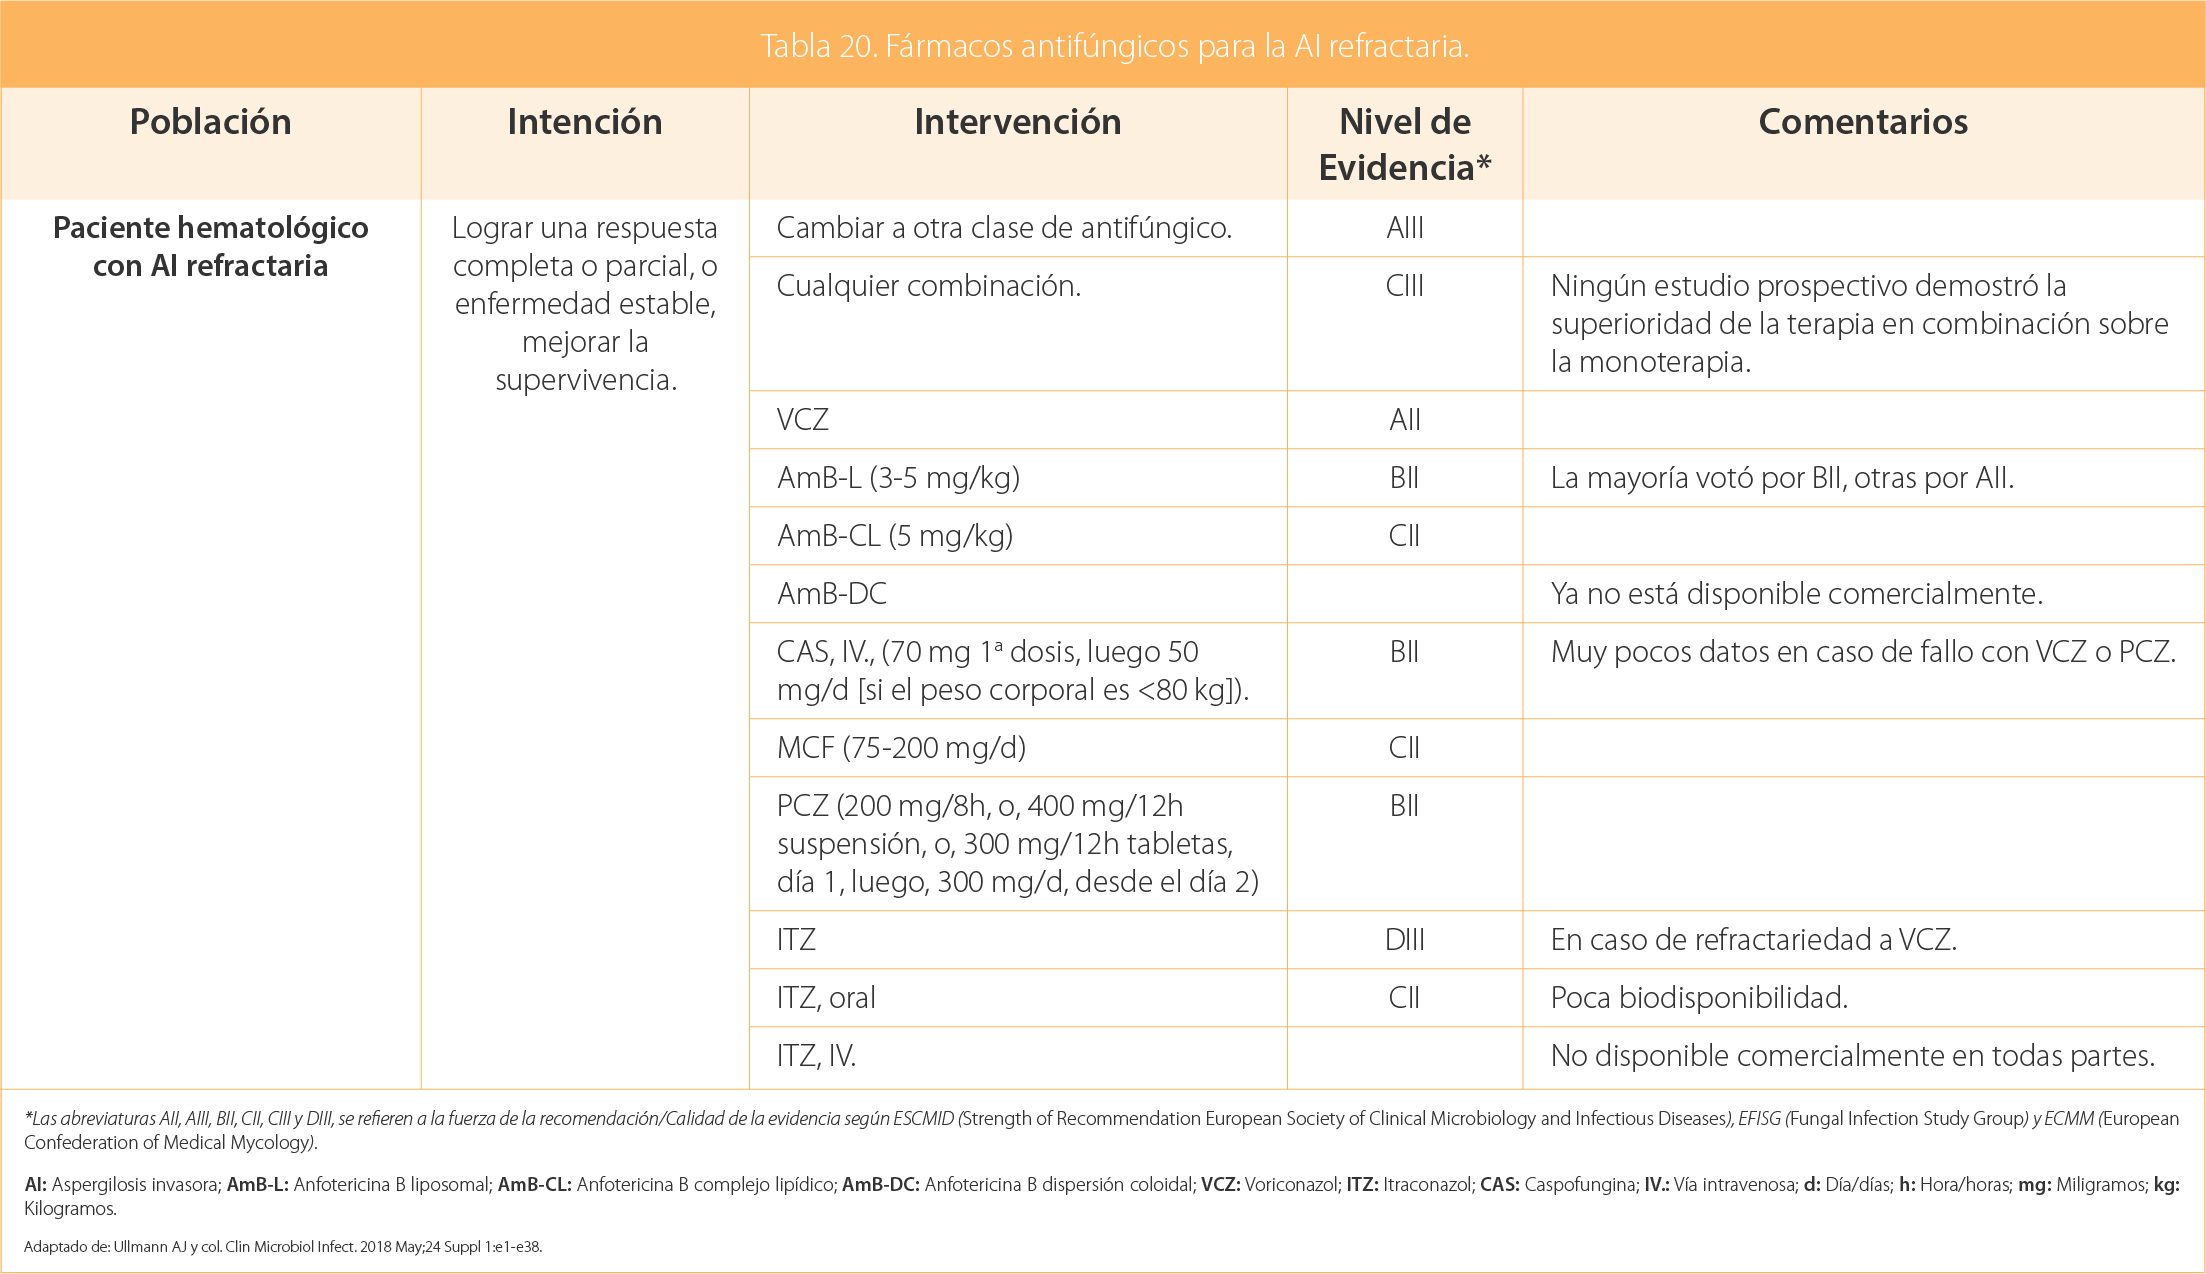 Tabla 20. Fármacos antifúngicos para la AI refractaria.
Población
Intención
Intervención
Nivel de
Evidencia*
Comentarios
Paciente hematológico
con AI refractaria
Lograr una respuesta
completa o parcial, o
enfermedad estable,
mejorar la
supervivencia.
Cambiar a otra clase de antifúngico.
AIII
Cualquier combinación.
CIII
Ningún estudio prospectivo demostró la
superioridad de la terapia en combinación sobre
la monoterapia.
VCZ
AII
AmB-L (3-5 mg/kg)
BII
La mayoría votó por BII, otras por AII.
AmB-CL (5 mg/kg)
CII
AmB-DC
Ya no está disponible comercialmente.
CAS, IV., (70 mg 1ª dosis, luego 50
mg/d [si el peso corporal es <80 kg]).
BII
Muy pocos datos en caso de fallo con VCZ o PCZ.
MCF (75-200 mg/d)
CII
PCZ (200 mg/8h, o, 400 mg/12h
suspensión, o, 300 mg/12h tabletas,
día 1, luego, 300 mg/d, desde el día 2)
BII
ITZ
DIII
En caso de refractariedad a VCZ.
ITZ, oral
CII
Poca biodisponibilidad.
ITZ, IV.
No disponible comercialmente en todas partes.
*Las abreviaturas AII, AIII, BII, CII, CIII y DIII, se refieren a la fuerza de la recomendación/Calidad de la evidencia según ESCMID (Strength of Recommendation European Society of Clinical Microbiology and Infectious Diseases), EFISG (Fungal Infection Study Group) y ECMM (European
Confederation of Medical Mycology).
AI: Aspergilosis invasora; AmB-L: Anfotericina B liposomal; AmB-CL: Anfotericina B complejo lipídico; AmB-DC: Anfotericina B dispersión coloidal; VCZ: Voriconazol; ITZ: Itraconazol; CAS: Caspofungina; IV.: Vía intravenosa; d: Día/días; h: Hora/horas; mg: Miligramos; kg:
Kilogramos.
Adaptado de: Ullmann AJ y col. Clin Microbiol Infect. 2018 May;24 Suppl 1:e1-e38.